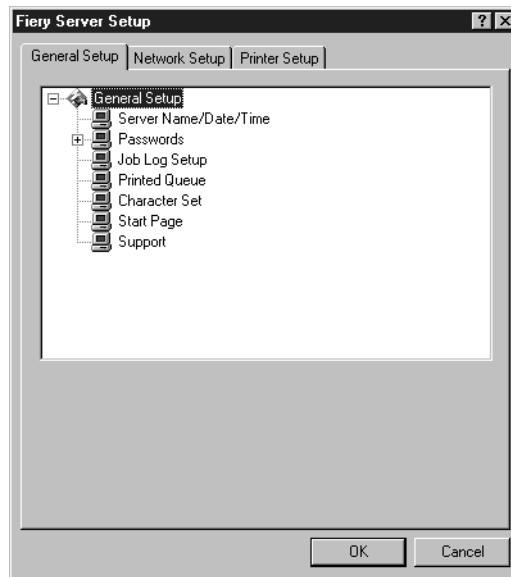 Fiery Server Setup
General Setup Network Setup Printer Setup
General Setup
Server Name/Date/Time
Passwords
Job Log Setup
Printed Queue
Character Set
Start Page
Support
OK Cancel